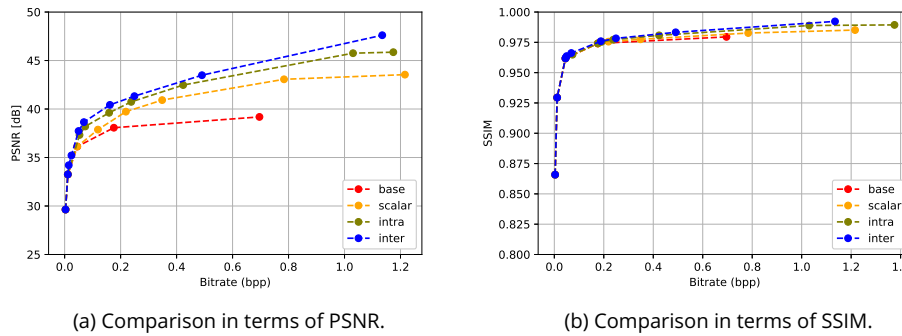 50
45
40
35
30
25
PSNR [dB]
0.0 0.2 0.4 0.6 0.8 1.0 1.2
Bitrate (bpp)
base
scalar
intra
inter
(a) Comparison in terms of PSNR.
1.000
0.975
0.950
0.925
0.900
0.875
0.850
0.825
0.800
SSIM
0.0 0.2 0.4 0.6 0.8 1.0 1.2
Bitrate (bpp)
base
scalar
intra
inter
(b) Comparison in terms of SSIM.